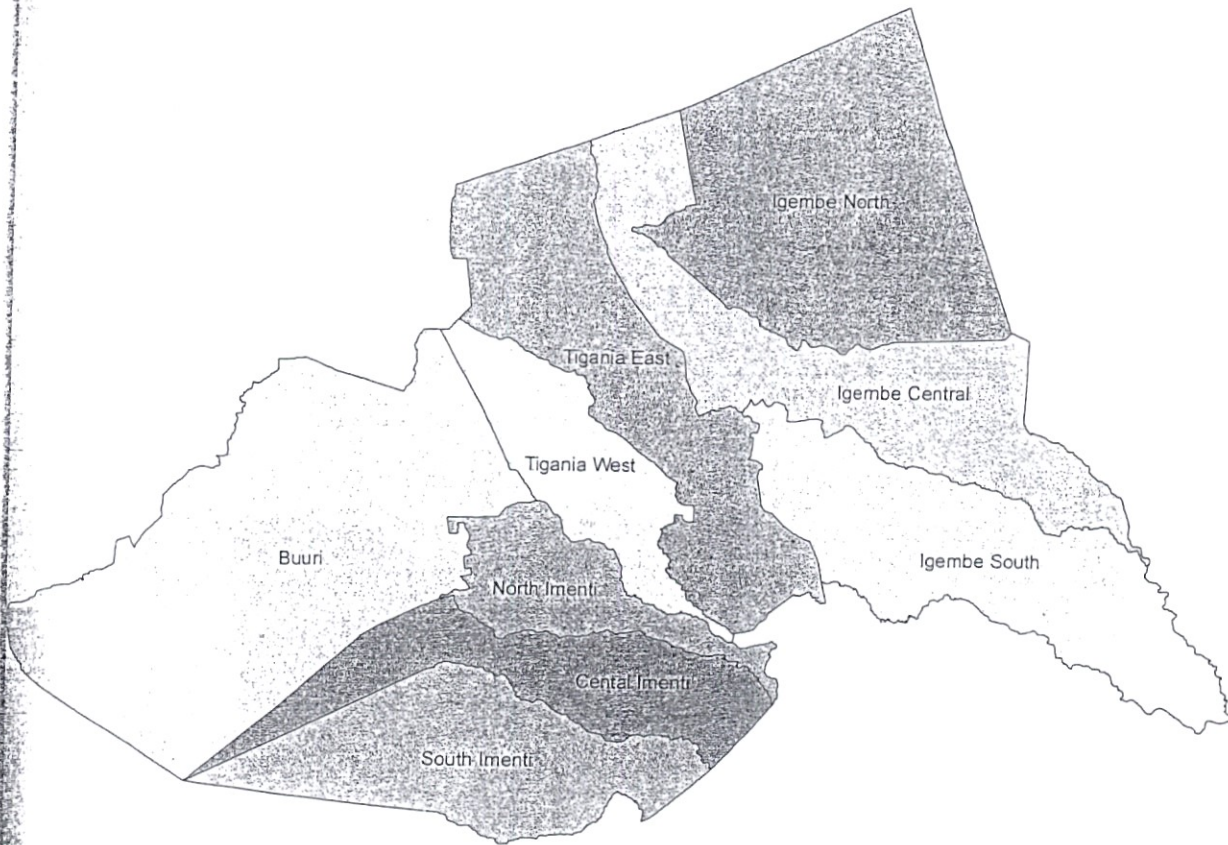 Igembe North
Tigania East
Igembe Central
Tigania West
Buuri
Igembe South
North Imenti
Cental Imenti
South Imenti